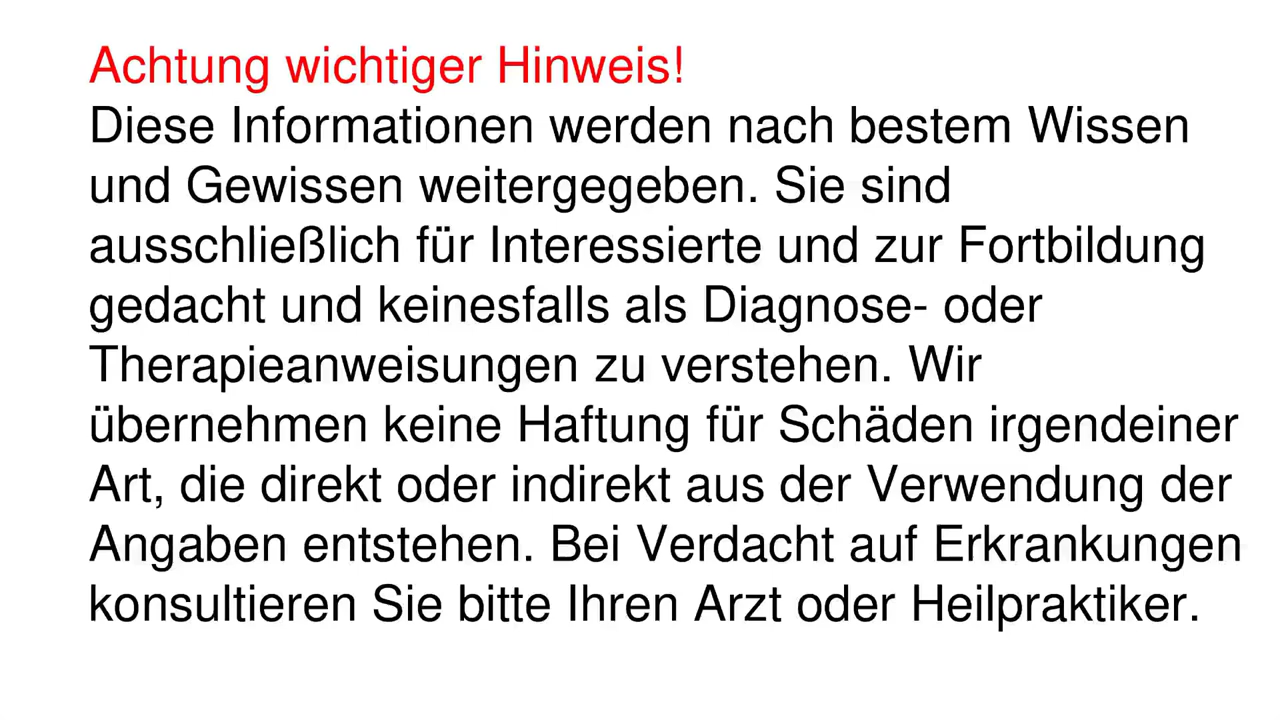 Achtung wichtiger Hinweis!
Diese Informationen werden nach bestem Wissen
und Gewissen weitergegeben. Sie sind
ausschließlich für Interessierte und zur Fortbildung
gedacht und keinesfalls als Diagnose- oder
Therapieanweisungen zu verstehen. Wir
übernehmen keine Haftung für Schäden irgendeiner
Art, die direkt oder indirekt aus der Verwendung der
Angaben entstehen. Bei Verdacht auf Erkrankungen
konsultieren Sie bitte Ihren Arzt oder Heilpraktiker.